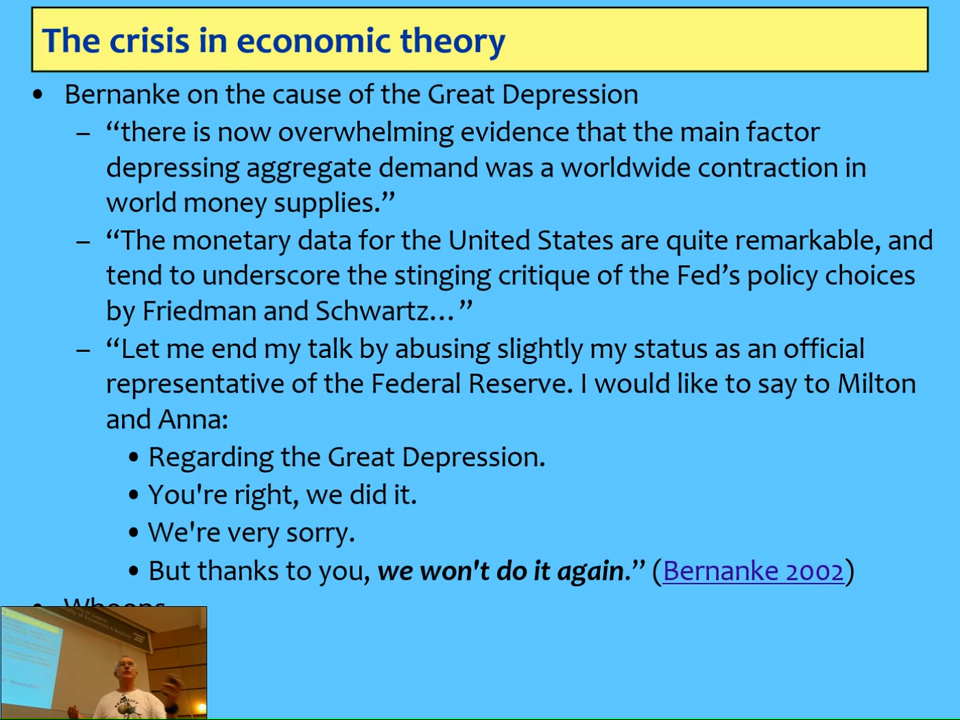 The crisis in economic theory
• Bernanke on the cause of the Great Depression
– “there is now overwhelming evidence that the main factor
depressing aggregate demand was a worldwide contraction in
world money supplies.”
– “The monetary data for the United States are quite remarkable, and
tend to underscore the stinging critique of the Fed’s policy choices
by Friedman and Schwartz…”
– “Let me end my talk by abusing slightly my status as an official
representative of the Federal Reserve. I would like to say to Milton
and Anna:
• Regarding the Great Depression.
• You're right, we did it.
• We're very sorry.
• But thanks to you, we won't do it again.” (Bernanke 2002)
• Whoops